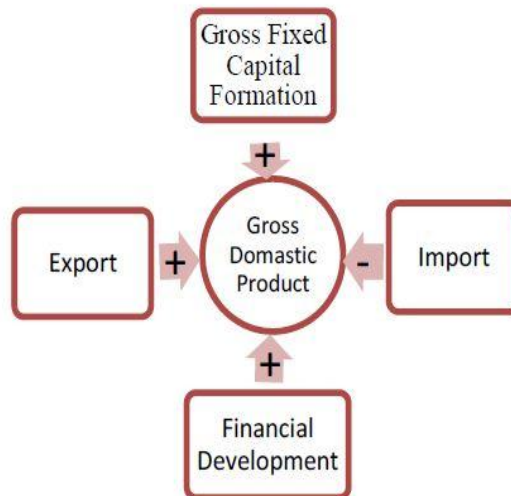 Gross Fixed
Capital
Formation
+
Export
+
Gross
Domastic
Product
-
Import
+
Financial
Development